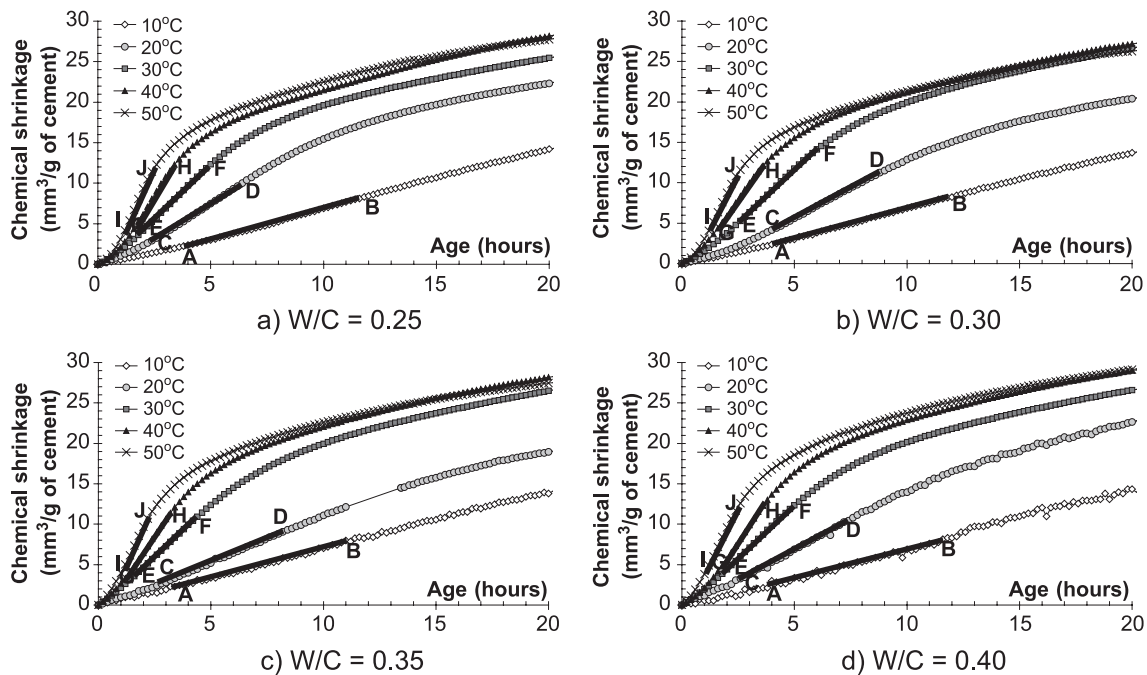 Chemical shrinkage
(mm³/g of cement)
30
25
20
15
10
5
0
10°C
20°C
30°C
40°C
50°C
J
H
F
I
E
D
C
A
B
Age (hours)
0
5
10
15
20
a) W/C = 0.25
Chemical shrinkage
(mm³/g of cement)
30
25
20
15
10
5
0
10°C
20°C
30°C
40°C
50°C
J
H
F
I
G
E
D
C
A
B
Age (hours)
0
5
10
15
20
b) W/C = 0.30
Chemical shrinkage
(mm³/g of cement)
30
25
20
15
10
5
0
10°C
20°C
30°C
40°C
50°C
J
H
F
I
E
D
C
A
B
Age (hours)
0
5
10
15
20
c) W/C = 0.35
Chemical shrinkage
(mm³/g of cement)
30
25
20
15
10
5
0
10°C
20°C
30°C
40°C
50°C
J
H
F
I
G
E
D
C
A
B
Age (hours)
0
5
10
15
20
d) W/C = 0.40